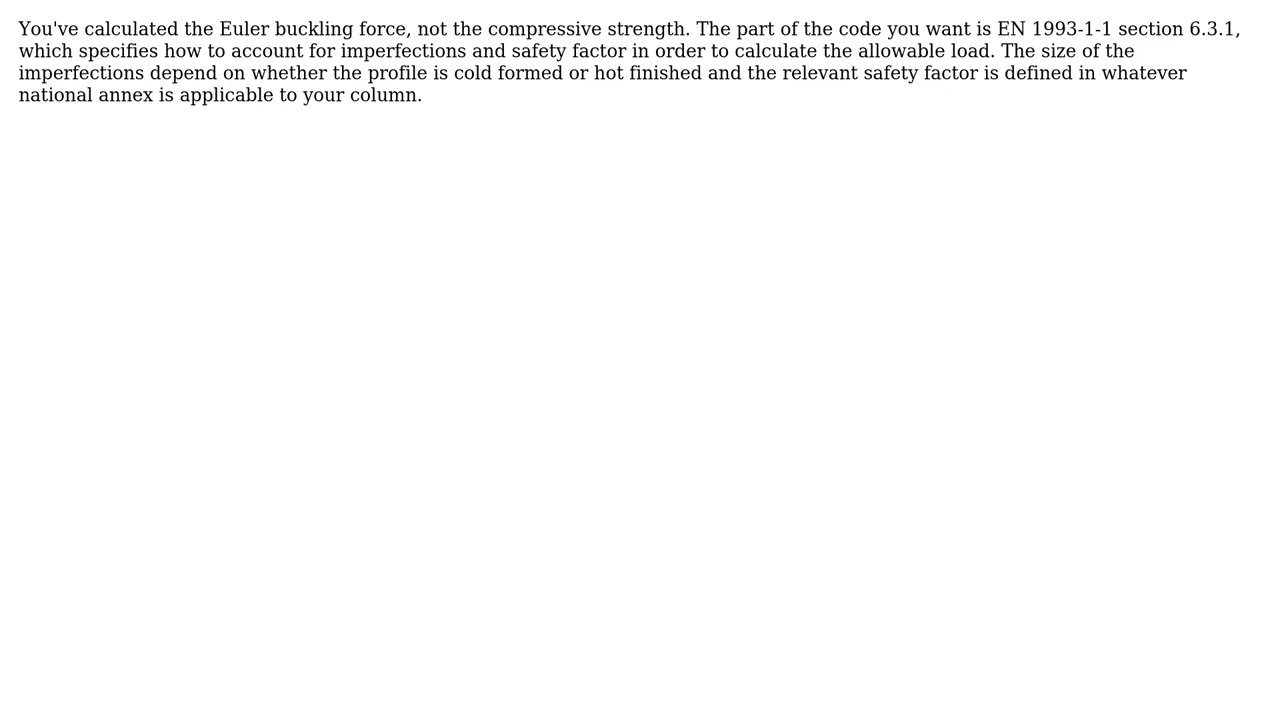 You've calculated the Euler buckling force, not the compressive strength. The part of the code you want is EN 1993-1-1 section 6.3.1,
which specifies how to account for imperfections and safety factor in order to calculate the allowable load. The size of the
imperfections depend on whether the profile is cold formed or hot finished and the relevant safety factor is defined in whatever
national annex is applicable to your column.